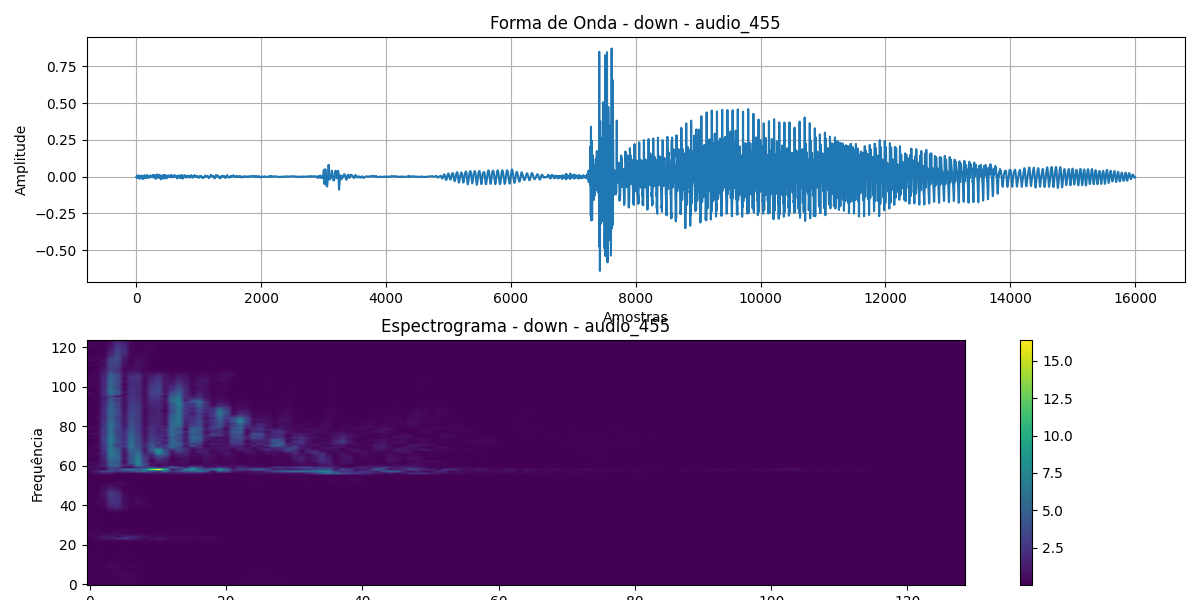 Forma de Onda - down - audio_455
Amplitude
0.75
0.50
0.25
0.00
−0.25
−0.50
0 2000 4000 6000 8000 10000 12000 14000 16000
Amostras
Espectrograma - down - audio_455
Frequência
120
100
80
60
40
20
0
0 20 40 60 80 100 120
15.0
12.5
10.0
7.5
5.0
2.5